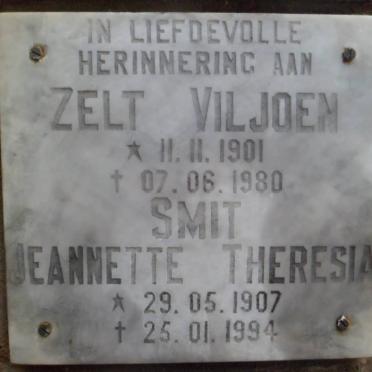 IN LIEFDEVOLLE
HERINNERING AAN
ZELT VILJOEN
★ 11. 11. 1901
† 07. 06. 1980
SMIT
JEANNETTE THERESIA
★ 29. 05. 1907
† 25. 01. 1994